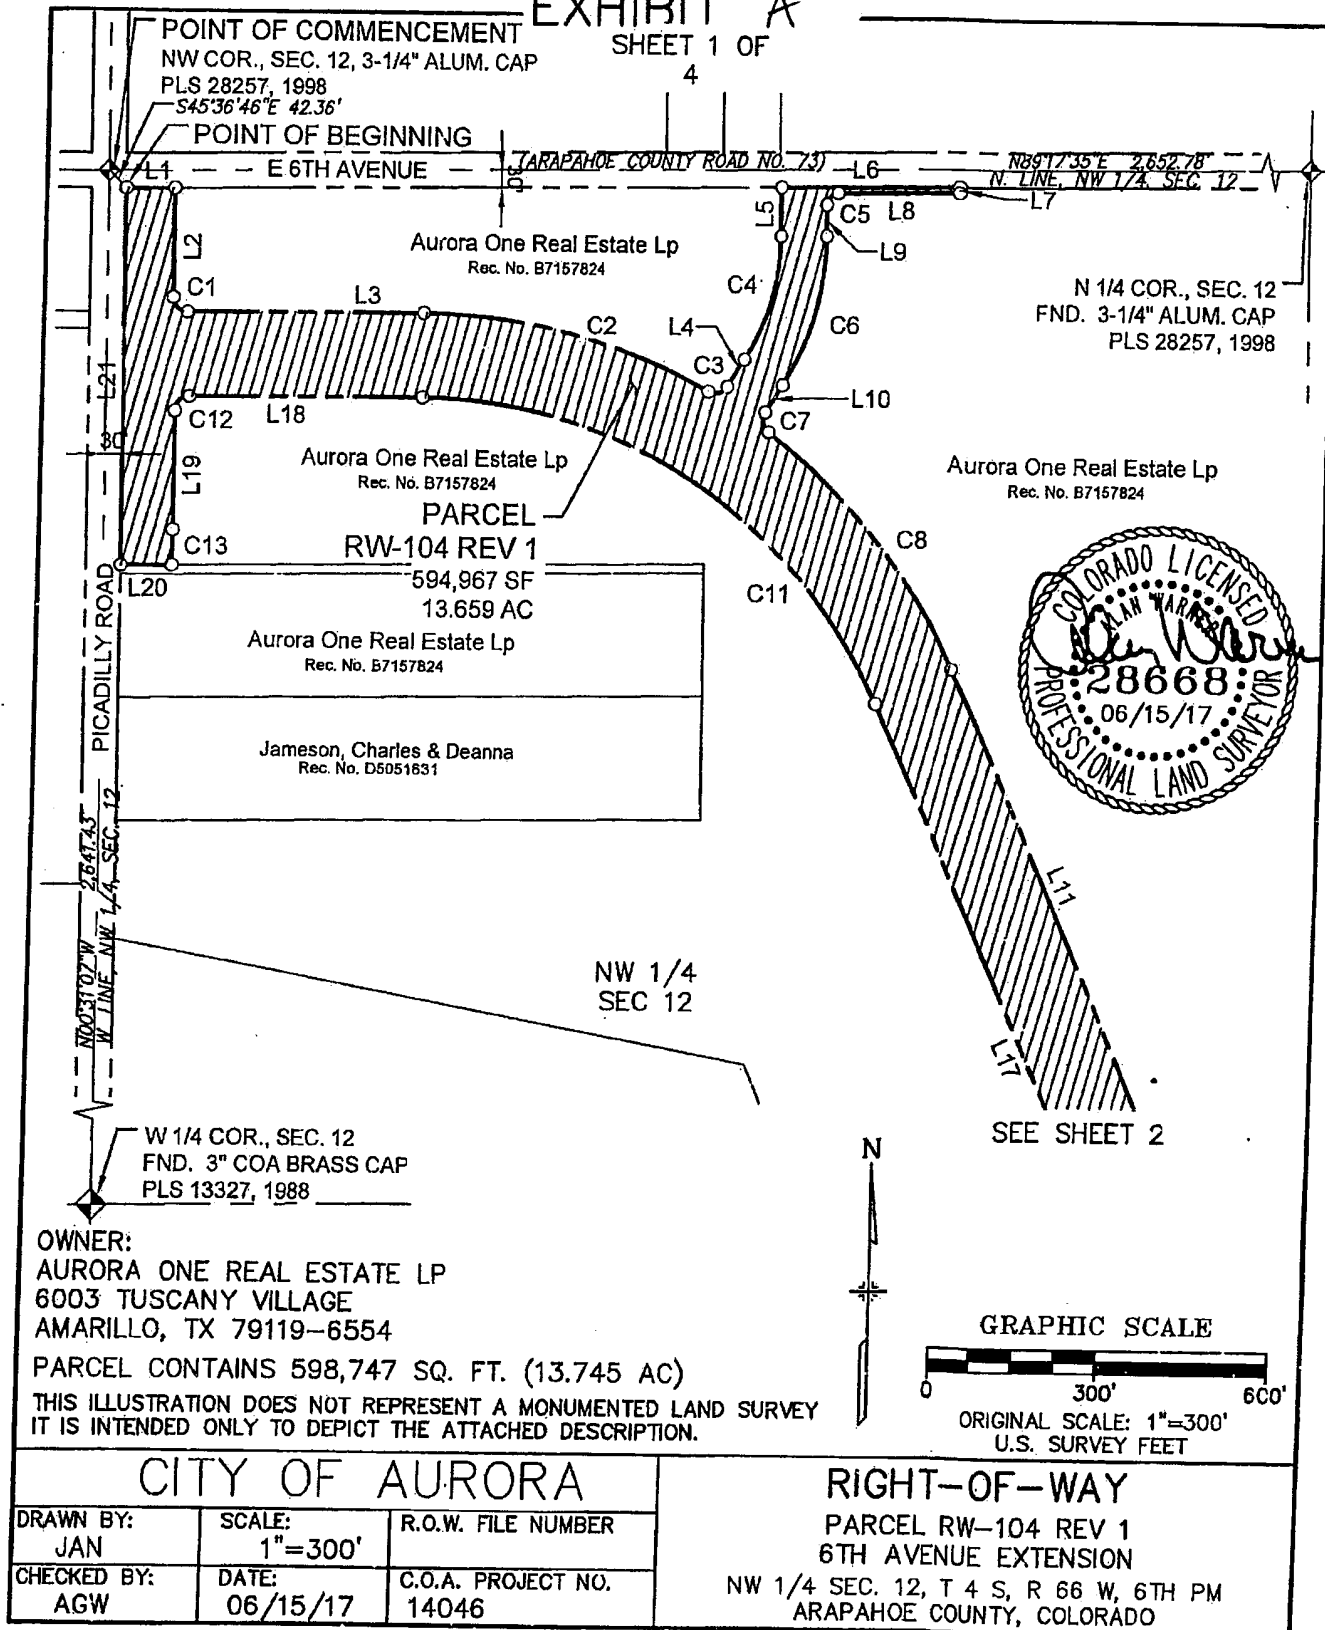 EXHIBIT A
SHEET 1 OF
4
POINT OF COMMENCEMENT
NW COR., SEC. 12, 3-1/4" ALUM. CAP
PLS 28257, 1998
S45°36'46"E 42.36'
POINT OF BEGINNING
L1
E 6TH AVENUE
30'
(ARAPAHOE COUNTY ROAD NO. 73)
L6
N89°17'35"E 2,652.78'
N. LINE, NW 1/4, SEC. 12
L2
L5
C5
L8
L7
L9
Aurora One Real Estate Lp
Rec. No. B7157824
C4
C1
L3
C2
L4
C6
N 1/4 COR., SEC. 12
FND. 3-1/4" ALUM. CAP
PLS 28257, 1998
C3
L21
L10
C12
L18
C7
30'
L19
Aurora One Real Estate Lp
Rec. No. B7157824
Aurora One Real Estate Lp
Rec. No. B7157824
PARCEL
RW-104 REV 1
594,967 SF
13.659 AC
C13
C8
L20
C11
COLORADO LICENSED
ALAN WARNER
28668
06/15/17
PROFESSIONAL LAND SURVEYOR
Aurora One Real Estate Lp
Rec. No. B7157824
PICADILLY ROAD
Jameson, Charles & Deanna
Rec. No. D5051631
N00°31'07"W 2,641.43'
W LINE, NW 1/4, SEC. 12
L11
NW 1/4
SEC 12
L17
SEE SHEET 2
W 1/4 COR., SEC. 12
FND. 3" COA BRASS CAP
PLS 13327, 1988
N
OWNER:
AURORA ONE REAL ESTATE LP
6003 TUSCANY VILLAGE
AMARILLO, TX 79119-6554
PARCEL CONTAINS 598,747 SQ. FT. (13.745 AC)
THIS ILLUSTRATION DOES NOT REPRESENT A MONUMENTED LAND SURVEY
IT IS INTENDED ONLY TO DEPICT THE ATTACHED DESCRIPTION.
GRAPHIC SCALE
0 300' 600'
ORIGINAL SCALE: 1"=300'
U.S. SURVEY FEET
CITY OF AURORA
DRAWN BY:
JAN
SCALE:
1"=300'
R.O.W. FILE NUMBER
CHECKED BY:
AGW
DATE:
06/15/17
C.O.A. PROJECT NO.
14046
RIGHT-OF-WAY
PARCEL RW-104 REV 1
6TH AVENUE EXTENSION
NW 1/4 SEC. 12, T 4 S, R 66 W, 6TH PM
ARAPAHOE COUNTY, COLORADO